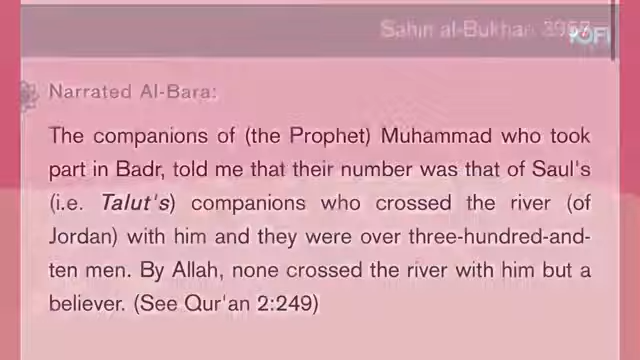 Sahih al-Bukhari
Narrated Al-Bara:
The companions of (the Prophet) Muhammad who took
part in Badr, told me that their number was that of Saul's
(i.e. Talut's) companions who crossed the river (of
Jordan) with him and they were over three-hundred-and-
ten men. By Allah, none crossed the river with him but a
believer. (See Qur'an 2:249)